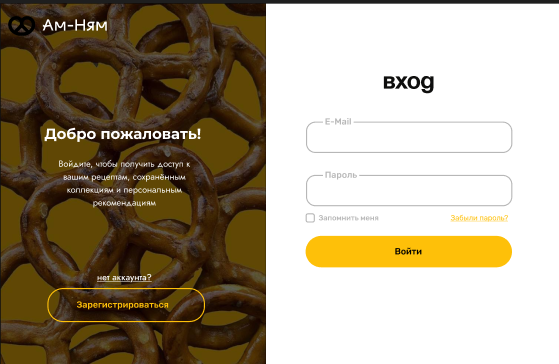 Ам-Ням
Добро пожаловать!
Войдите, чтобы получить доступ к
вашим рецептам, сохранённым
коллекциям и персональным
рекомендациям
нет аккаунта?
Зарегистрироваться
вход
E-Mail
Пароль
Запомнить меня
Забыли пароль?
Войти